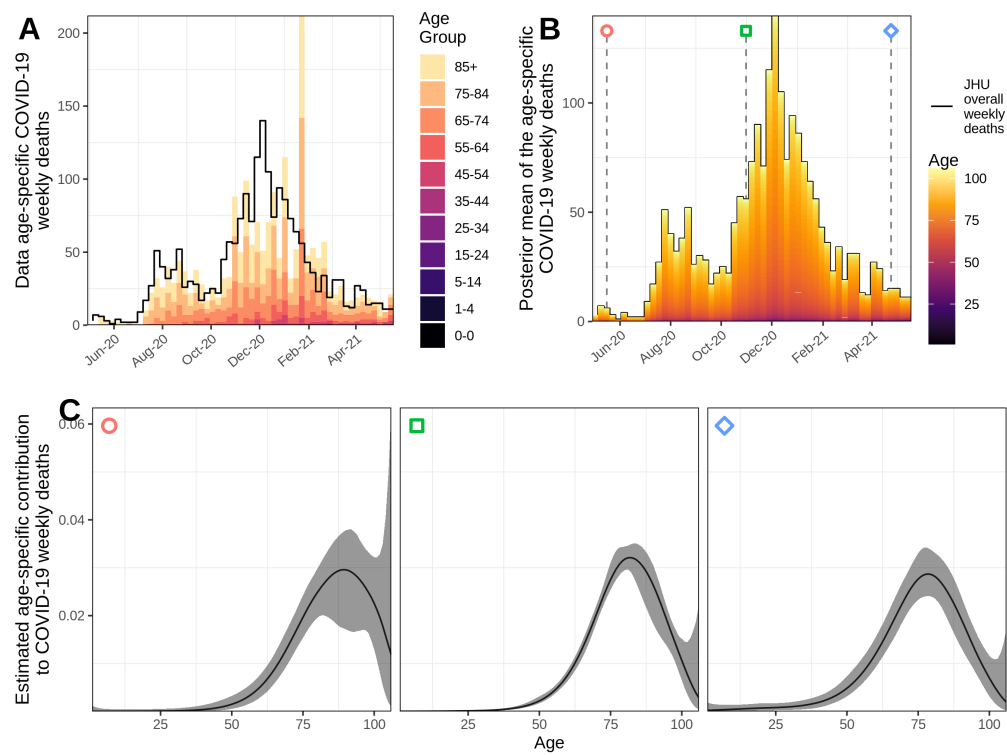 A
Data age-specific COVID-19
weekly deaths
200
150
100
50
0
Jun-20
Aug-20
Oct-20
Dec-20
Feb-21
Apr-21
Age
Group
85+
75-84
65-74
55-64
45-54
35-44
25-34
15-24
5-14
1-4
0-0
B
Posterior mean of the age-specific
COVID-19 weekly deaths
100
50
0
Jun-20
Aug-20
Oct-20
Dec-20
Feb-21
Apr-21
JHU
overall
weekly
deaths
Age
100
75
50
25
C
Estimated age-specific contribution
to COVID-19 weekly deaths
0.06
0.04
0.02
25
50
75
100
25
50
75
100
25
50
75
100
Age